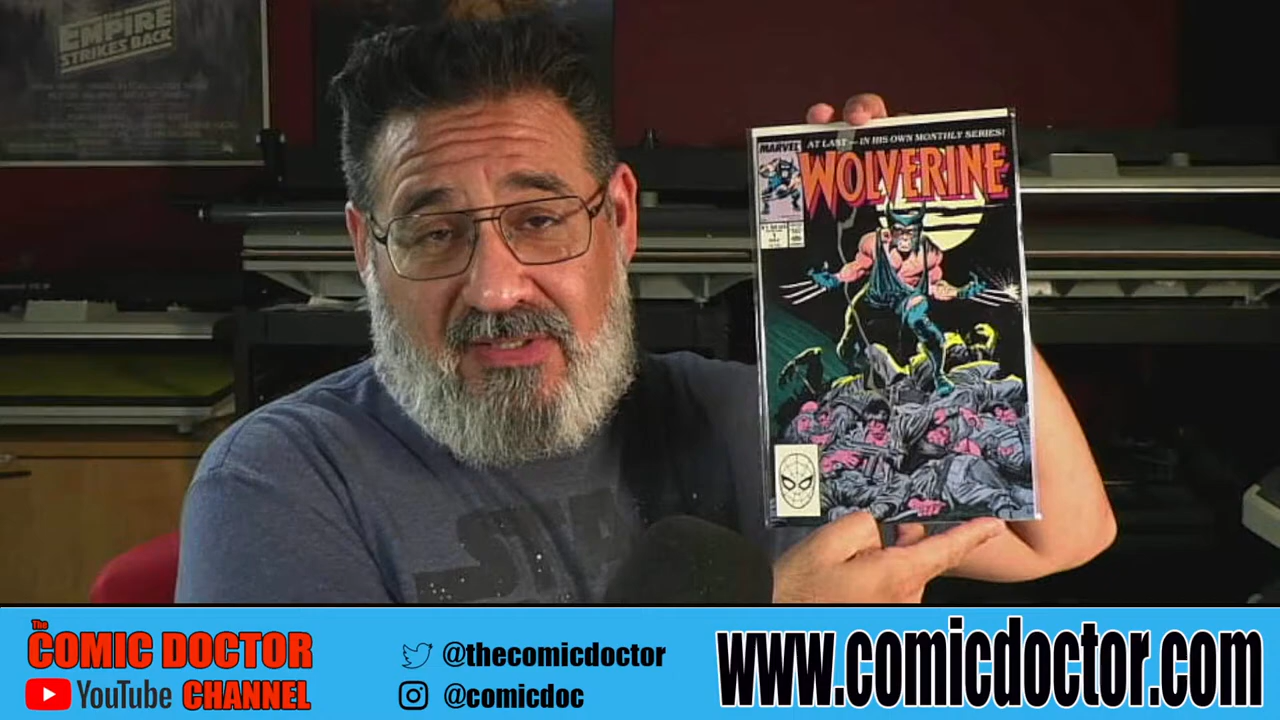 EMPIRE
STRIKES BACK
AT LAST — IN HIS OWN MONTHLY SERIES!
MARVEL
WOLVERINE
1
The
COMIC DOCTOR
YouTube CHANNEL
@thecomicdoctor
@comicdoc
www.comicdoctor.com